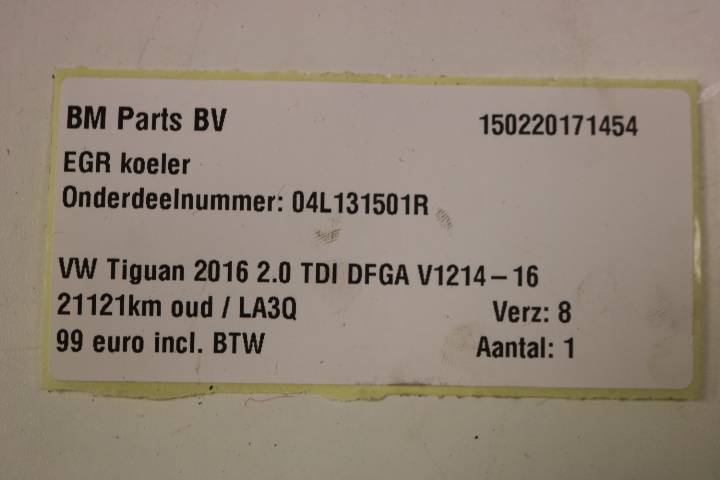 BM Parts BV 150220171454
EGR koeler
Onderdeelnummer: 04L131501R
VW Tiguan 2016 2.0 TDI DFGA V1214-16
21121km oud / LA3Q Verz: 8
99 euro incl. BTW Aantal: 1